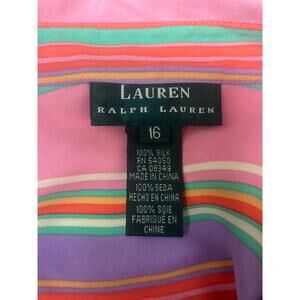 LAUREN
RALPH LAUREN
16
100% SILK
RN 64050
CA 08349
MADE IN CHINA
100% SEDA
HECHO EN CHINA
100% SOIE
FABRIQUÉ EN
CHINE